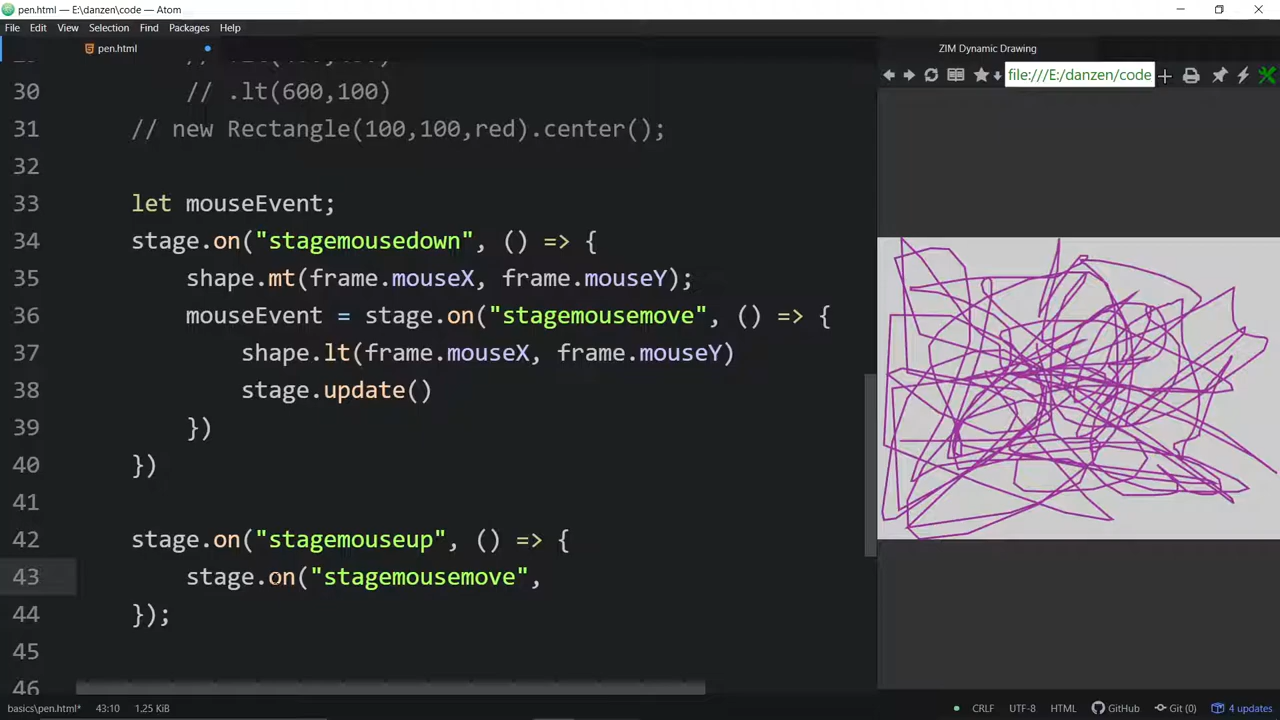 pen.html — E:\danzen\code — Atom
File Edit View Selection Find Packages Help
pen.html
ZIM Dynamic Drawing
file:///E:/danzen/code
30 // .lt(600,100)
31 // new Rectangle(100,100,red).center();
32
33 let mouseEvent;
34 stage.on("stagemousedown", () => {
35 shape.mt(frame.mouseX, frame.mouseY);
36 mouseEvent = stage.on("stagemousemove", () => {
37 shape.lt(frame.mouseX, frame.mouseY)
38 stage.update()
39 })
40 })
41
42 stage.on("stagemouseup", () => {
43 stage.on("stagemousemove",
44 });
45
46
basics\pen.html* 43:10 1.25 KiB CRLF UTF-8 HTML GitHub Git (0) 4 updates